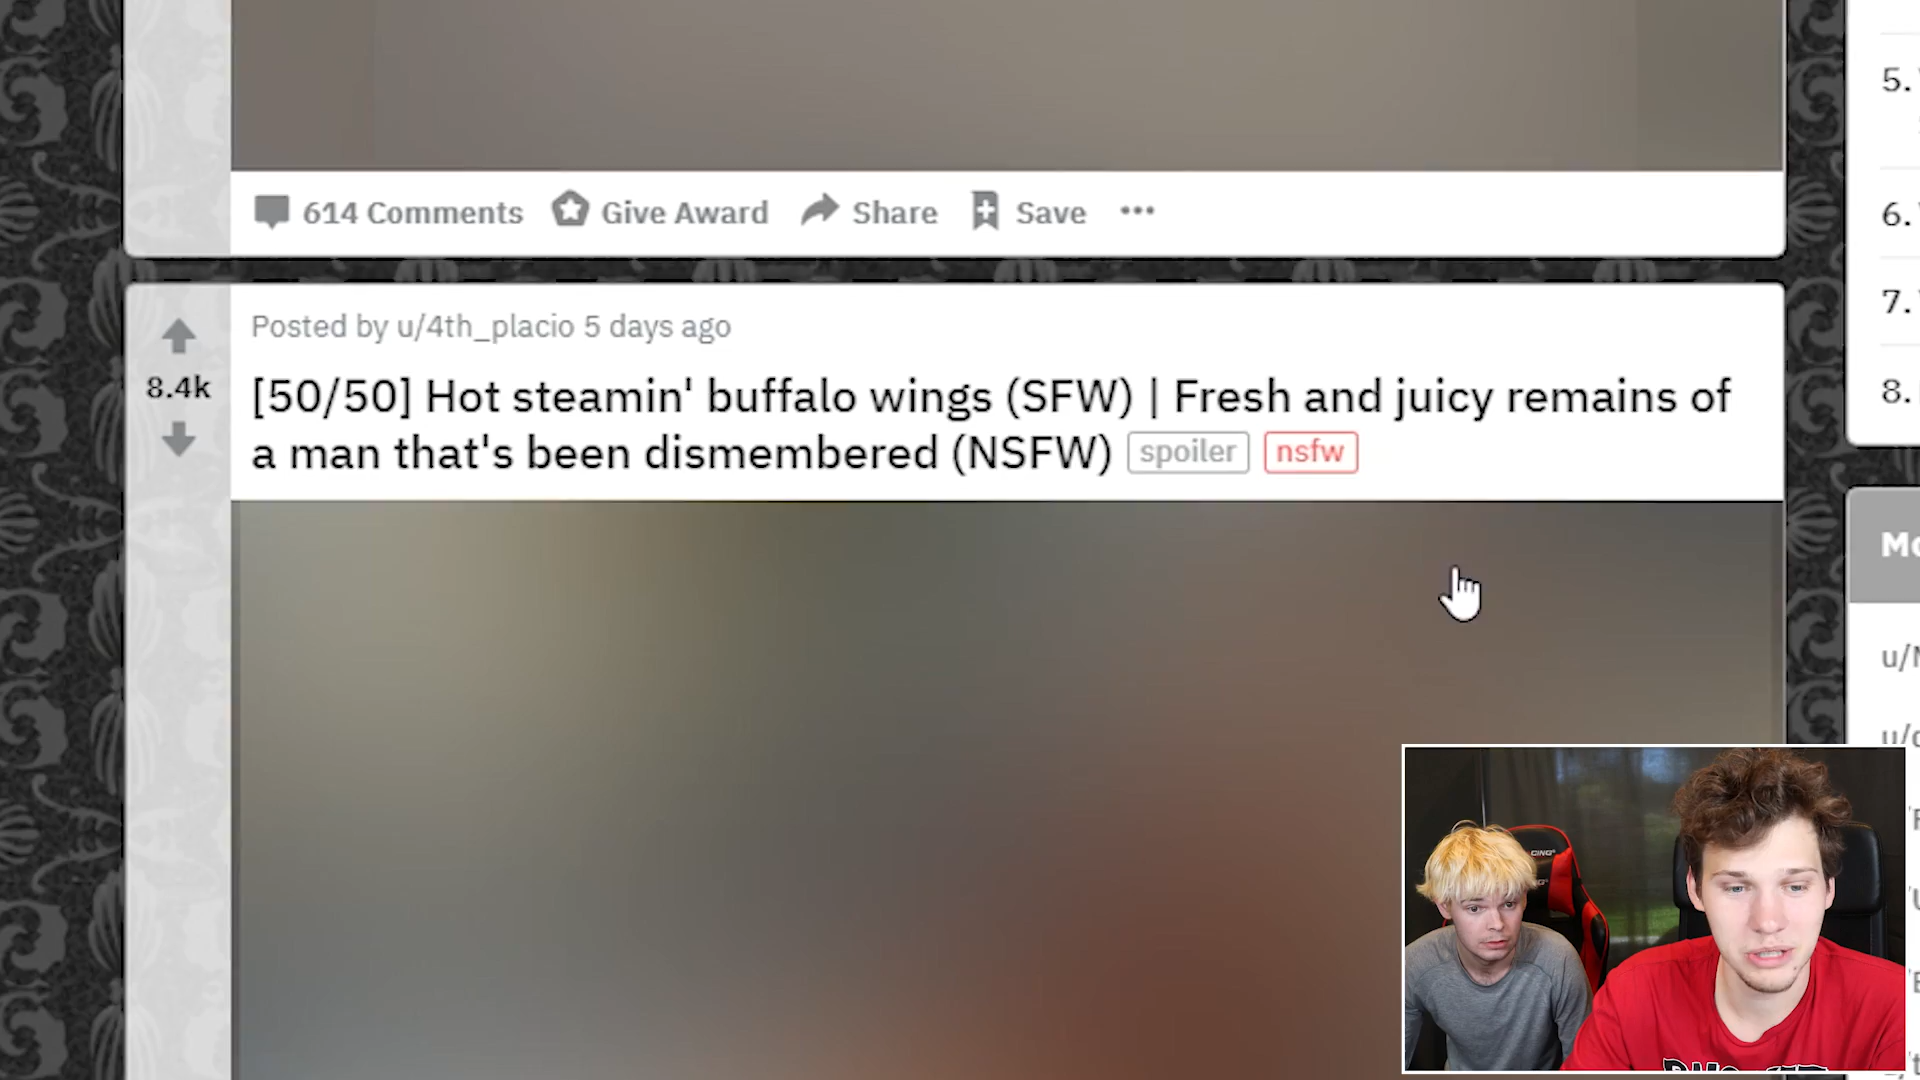 5.
614 Comments Give Award Share Save
6.
Posted by u/4th_placio 5 days ago
7.
8.4k
[50/50] Hot steamin' buffalo wings (SFW) | Fresh and juicy remains of
a man that's been dismembered (NSFW) spoiler nsfw
8.